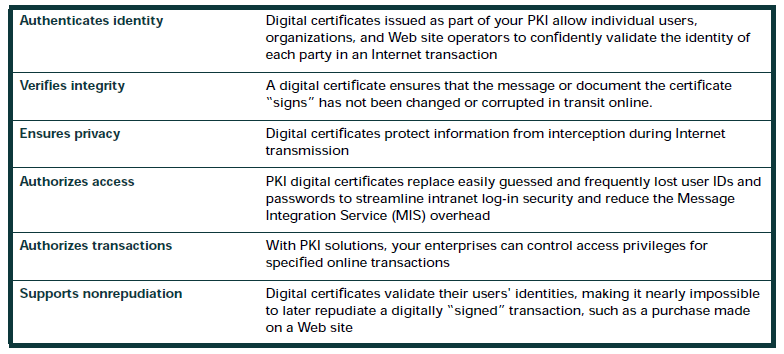 Authenticates identity
Digital certificates issued as part of your PKI allow individual users,
organizations, and Web site operators to confidently validate the identity of
each party in an Internet transaction
Verifies integrity
A digital certificate ensures that the message or document the certificate
“signs” has not been changed or corrupted in transit online.
Ensures privacy
Digital certificates protect information from interception during Internet
transmission
Authorizes access
PKI digital certificates replace easily guessed and frequently lost user IDs and
passwords to streamline intranet log-in security and reduce the Message
Integration Service (MIS) overhead
Authorizes transactions
With PKI solutions, your enterprises can control access privileges for
specified online transactions
Supports nonrepudiation
Digital certificates validate their users’ identities, making it nearly impossible
to later repudiate a digitally “signed” transaction, such as a purchase made
on a Web site